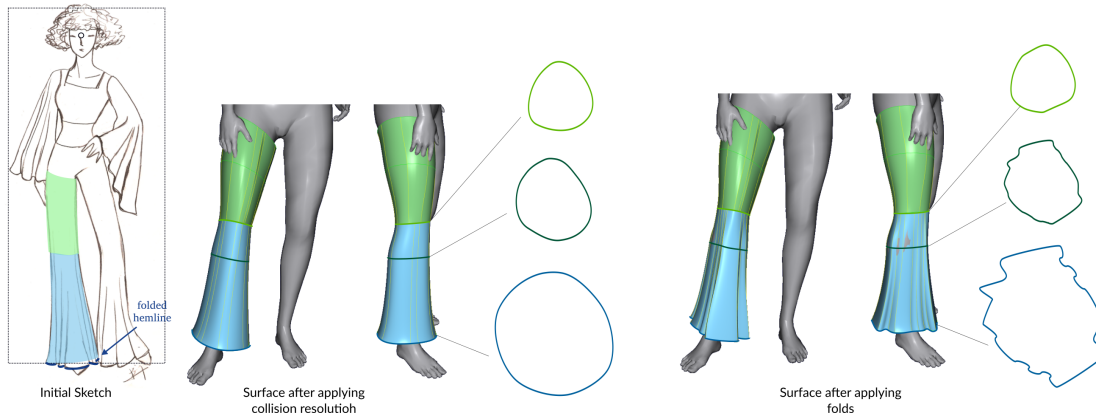 folded
hemline
Initial Sketch
Surface after applying
collision resolutioh
Surface after applying
folds